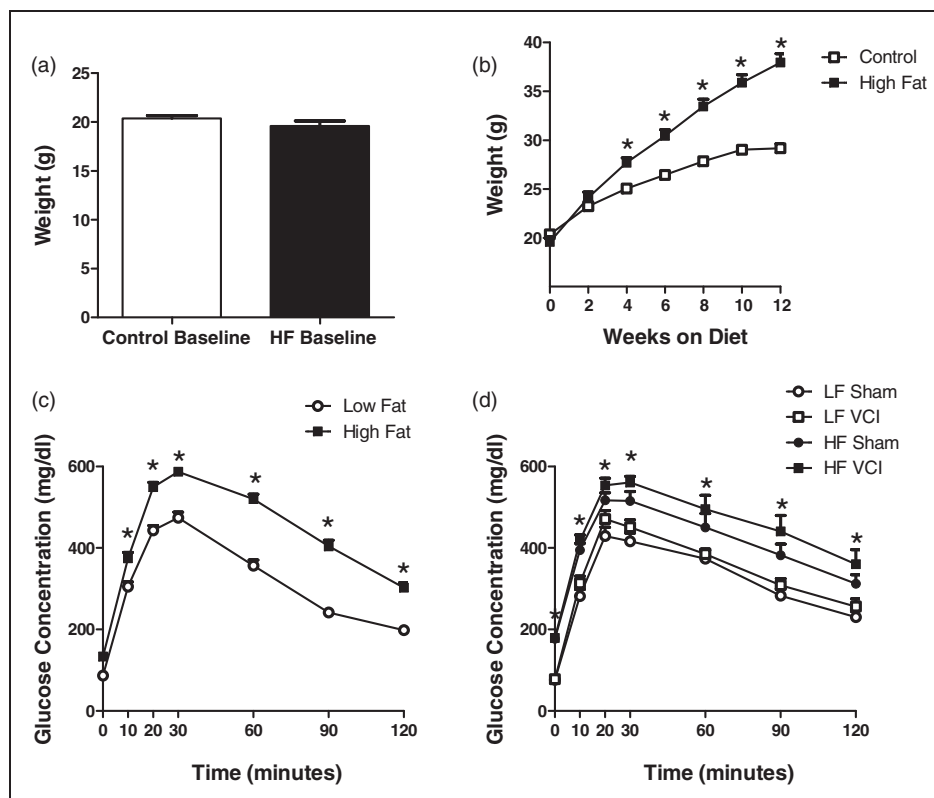 (a)
Weight (g)
25
20
15
10
5
0
Control Baseline HF Baseline
(b)
Control
High Fat
Weight (g)
40
35
30
25
20
* * * * *
0 2 4 6 8 10 12
Weeks on Diet
(c)
Low Fat
High Fat
Glucose Concentration (mg/dl)
600
400
200
0
* * * * * *
0 10 20 30 60 90 120
Time (minutes)
(d)
LF Sham
LF VCI
HF Sham
HF VCI
Glucose Concentration (mg/dl)
600
400
200
0
* * * * * * *
0 10 20 30 60 90 120
Time (minutes)